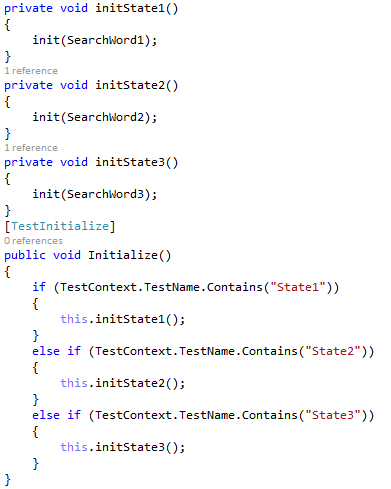 private void initState1()
{
    init(SearchWord1);
}
1 reference
private void initState2()
{
    init(SearchWord2);
}
1 reference
private void initState3()
{
    init(SearchWord3);
}
[TestInitialize]
0 references
public void Initialize()
{
    if (TestContext.TestName.Contains("State1"))
    {
        this.initState1();
    }
    else if (TestContext.TestName.Contains("State2"))
    {
        this.initState2();
    }
    else if (TestContext.TestName.Contains("State3"))
    {
        this.initState3();
    }
}